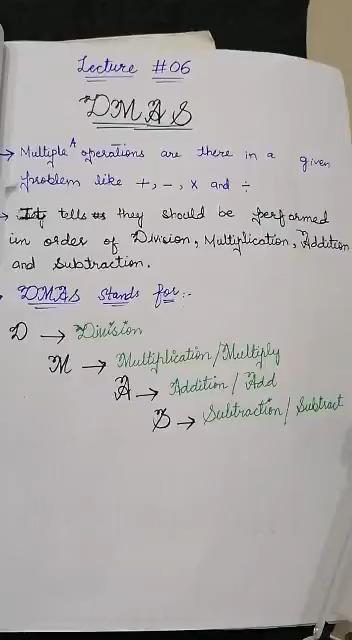 Lecture #06
DMAS
→ Multiple operations are there in a given
problem like +, -, × and ÷
→ It tells us they should be performed
in order of Division, Multiplication, Addition
and Subtraction.
DMAS stands for:-
D → Division
M → Multiplication/Multiply
A → Addition/Add
S → Subtraction/Subtract